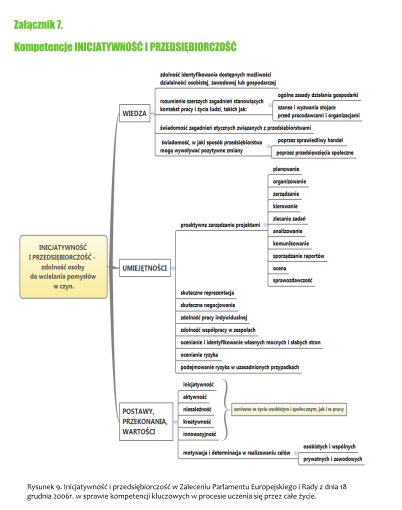 Załącznik 7.
Kompetencje INICJATYWNOŚĆ I PRZEDSIĘBIORCZOŚĆ
INICJATYWNOŚĆ
I PRZEDSIĘBIORCZOŚĆ -
zdolność osoby
do wcielania pomysłów
w czyn.
WIEDZA
zdolność identyfikowania dostępnych możliwości
działalności osobistej, zawodowej lub gospodarczej
rozumienie szerszych zagadnień stanowiących
kontekst pracy i życia ludzi, takich jak:
ogólne zasady działania gospodarki
szanse i wyzwania stojące
przed pracodawcami i organizacjami
świadomość zagadnień etycznych związanych z przedsiębiorstwami
świadomość, w jaki sposób przedsiębiorstwa
mogą wywoływać pozytywne zmiany
poprzez sprawiedliwy handel
poprzez przedsięwzięcia społeczne
UMIEJĘTNOŚCI
proaktywne zarządzanie projektami
planowanie
organizowanie
zarządzanie
kierowanie
zlecanie zadań
analizowanie
komunikowanie
sporządzanie raportów
ocena
sprawozdawczość
skuteczna reprezentacja
skuteczne negocjowanie
zdolność pracy indywidualnej
zdolność współpracy w zespołach
ocenianie i identyfikowanie własnych mocnych i słabych stron
ocenianie ryzyka
podejmowanie ryzyka w uzasadnionych przypadkach
POSTAWY,
PRZEKONANIA,
WARTOŚCI
inicjatywność
aktywność
niezależność
kreatywność
innowacyjność
zarówno w życiu osobistym i społecznym, jak i w pracy
motywacja i determinacja w realizowaniu celów
osobistych i wspólnych
prywatnych i zawodowych
Rysunek 9. Inicjatywność i przedsiębiorczość w Zaleceniu Parlamentu Europejskiego i Rady z dnia 18
grudnia 2006r. w sprawie kompetencji kluczowych w procesie uczenia się przez całe życie.